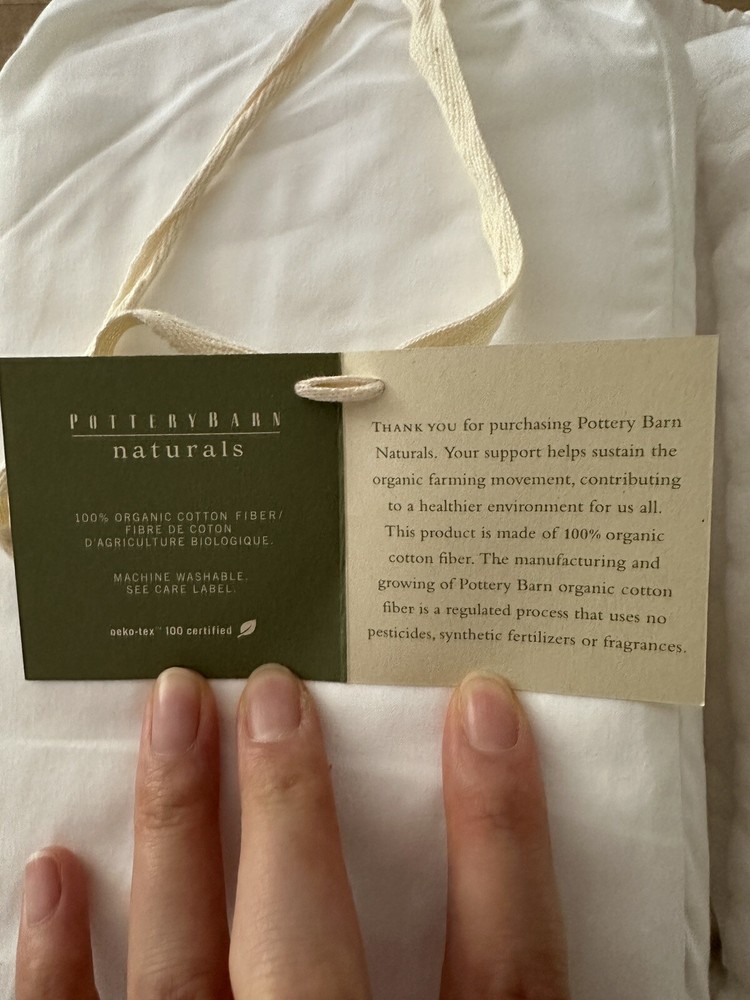 POTTERY BARN
naturals
100% ORGANIC COTTON FIBER/
FIBRE DE COTON
D'AGRICULTURE BIOLOGIQUE.
MACHINE WASHABLE.
SEE CARE LABEL.
oeko-tex™ 100 certified
THANK YOU for purchasing Pottery Barn
Naturals. Your support helps sustain the
organic farming movement, contributing
to a healthier environment for us all.
This product is made of 100% organic
cotton fiber. The manufacturing and
growing of Pottery Barn organic cotton
fiber is a regulated process that uses no
pesticides, synthetic fertilizers or fragrances.